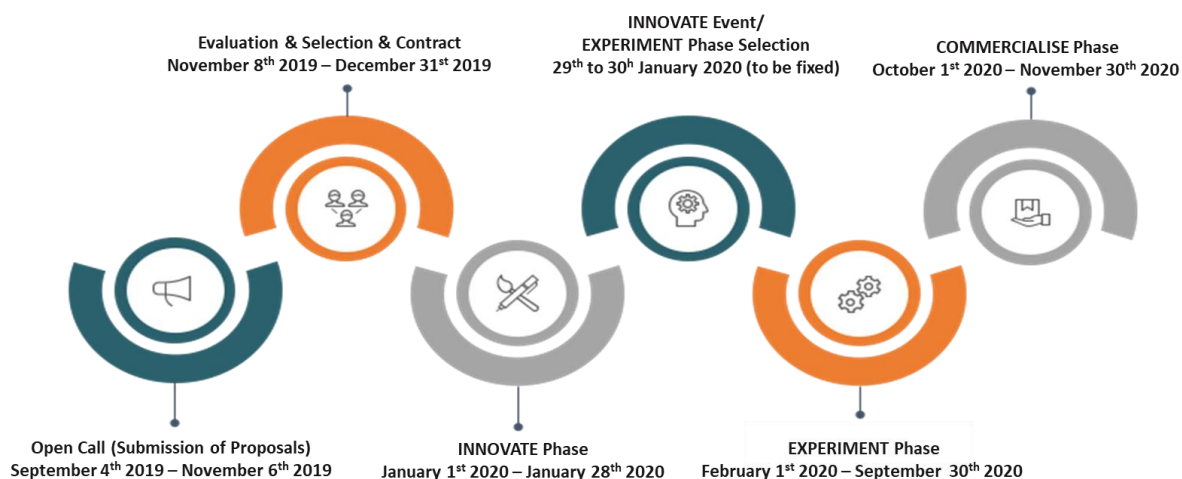 Evaluation & Selection & Contract
November 8th 2019 – December 31st 2019
INNOVATE Event/
EXPERIMENT Phase Selection
29th to 30h January 2020 (to be fixed)
COMMERCIALISE Phase
October 1st 2020 – November 30th 2020
Open Call (Submission of Proposals)
September 4th 2019 – November 6th 2019
INNOVATE Phase
January 1st 2020 – January 28th 2020
EXPERIMENT Phase
February 1st 2020 – September 30th 2020